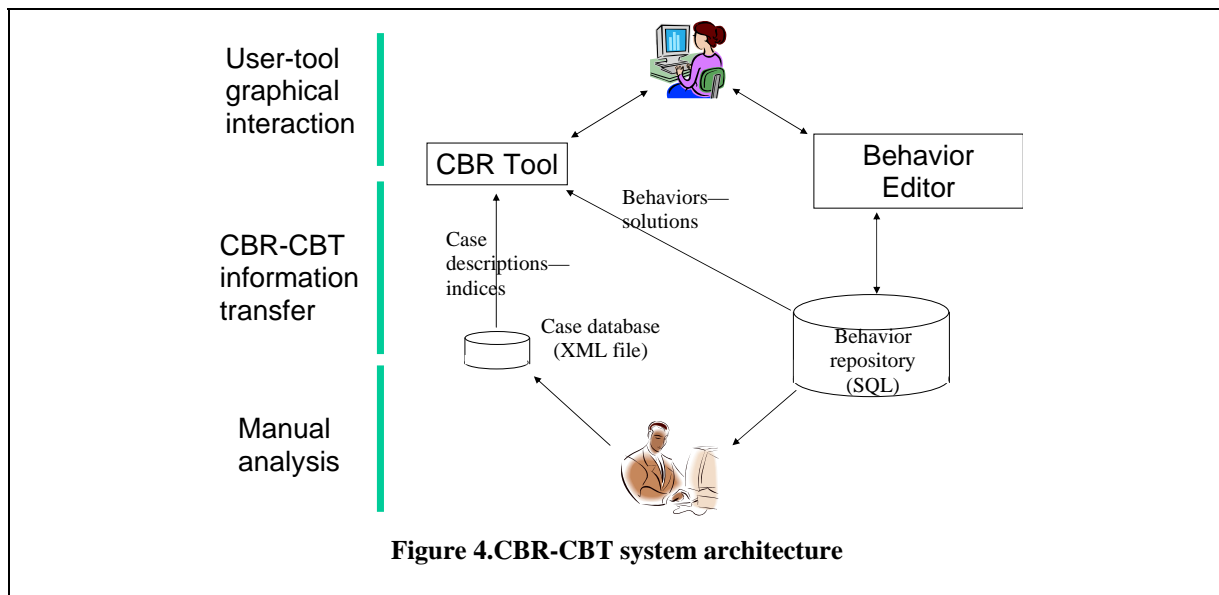 User-tool
graphical
interaction
CBR Tool
Behavior
Editor
Behaviors—
solutions
CBR-CBT
information
transfer
Case
descriptions—
indices
Case database
(XML file)
Behavior
repository
(SQL)
Manual
analysis
Figure 4.CBR-CBT system architecture